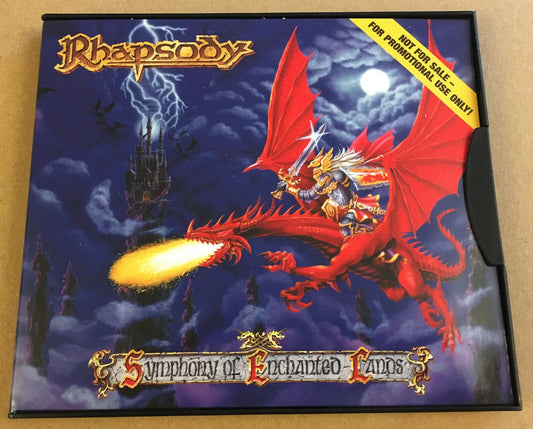 Rhapsody
NOT FOR SALE –
FOR PROMOTIONAL USE ONLY!
Symphony of Enchanted Lands